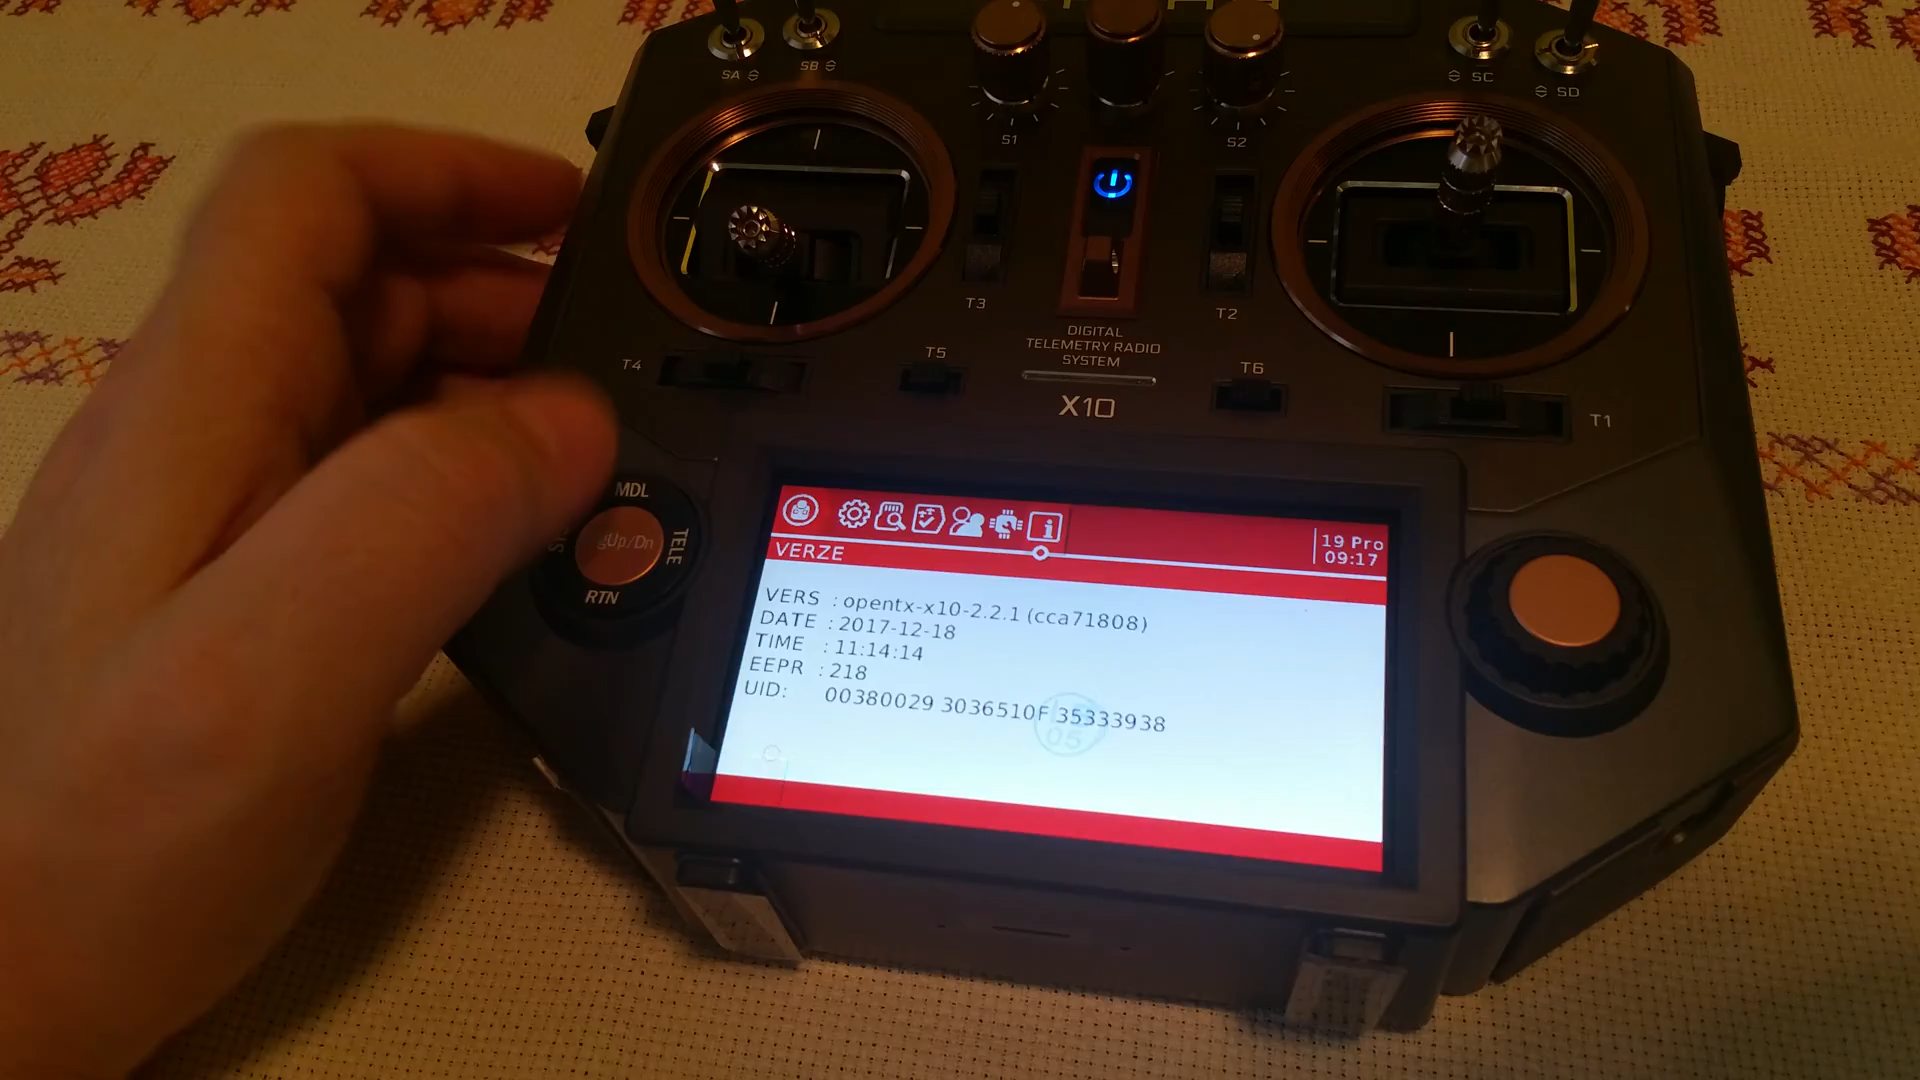 SA
SB
SC
SD
S1
S2
T3
T2
DIGITAL
TELEMETRY RADIO
SYSTEM
T4
T5
T6
X10
T1
MDL
gUp/Dn
TELE
RTN
19 Pro
09:17
VERZE
VERS : opentx-x10-2.2.1 (cca71808)
DATE : 2017-12-18
TIME : 11:14:14
EEPR : 218
UID: 00380029 3036510F 35333938
05